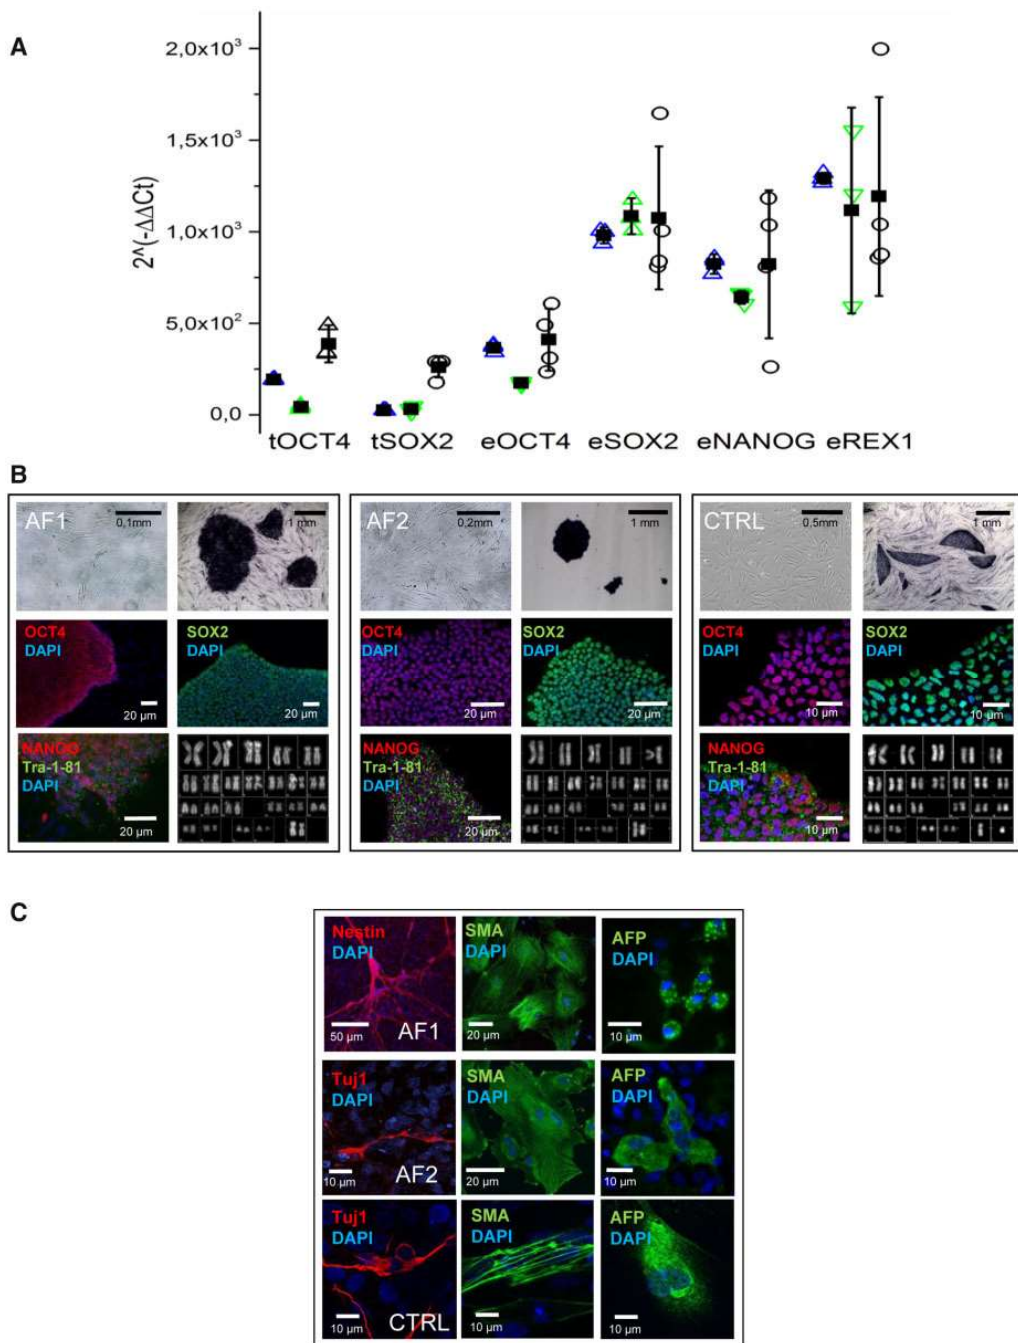 A
2^(-ΔΔCt)
2,0x10³
1,5x10³
1,0x10³
5,0x10²
0,0
tOCT4 tSOX2 eOCT4 eSOX2 eNANOG eREX1
B
AF1 0,1mm 1 mm
AF2 0,2mm 1 mm
CTRL 0.5mm 1 mm
OCT4 DAPI 20 µm
SOX2 DAPI 20 µm
OCT4 DAPI 20 µm
SOX2 DAPI 20 µm
OCT4 DAPI 10 µm
SOX2 DAPI 10 µm
NANOG Tra-1-81 DAPI 20 µm
NANOG Tra-1-81 DAPI 20 µm
NANOG Tra-1-81 DAPI 10 µm
C
Nestin DAPI 50 µm AF1
SMA DAPI 20 µm
AFP DAPI 10 µm
Tuj1 DAPI 10 µm AF2
SMA DAPI 20 µm
AFP DAPI 10 µm
Tuj1 DAPI 10 µm CTRL
SMA DAPI 10 µm
AFP DAPI 10 µm